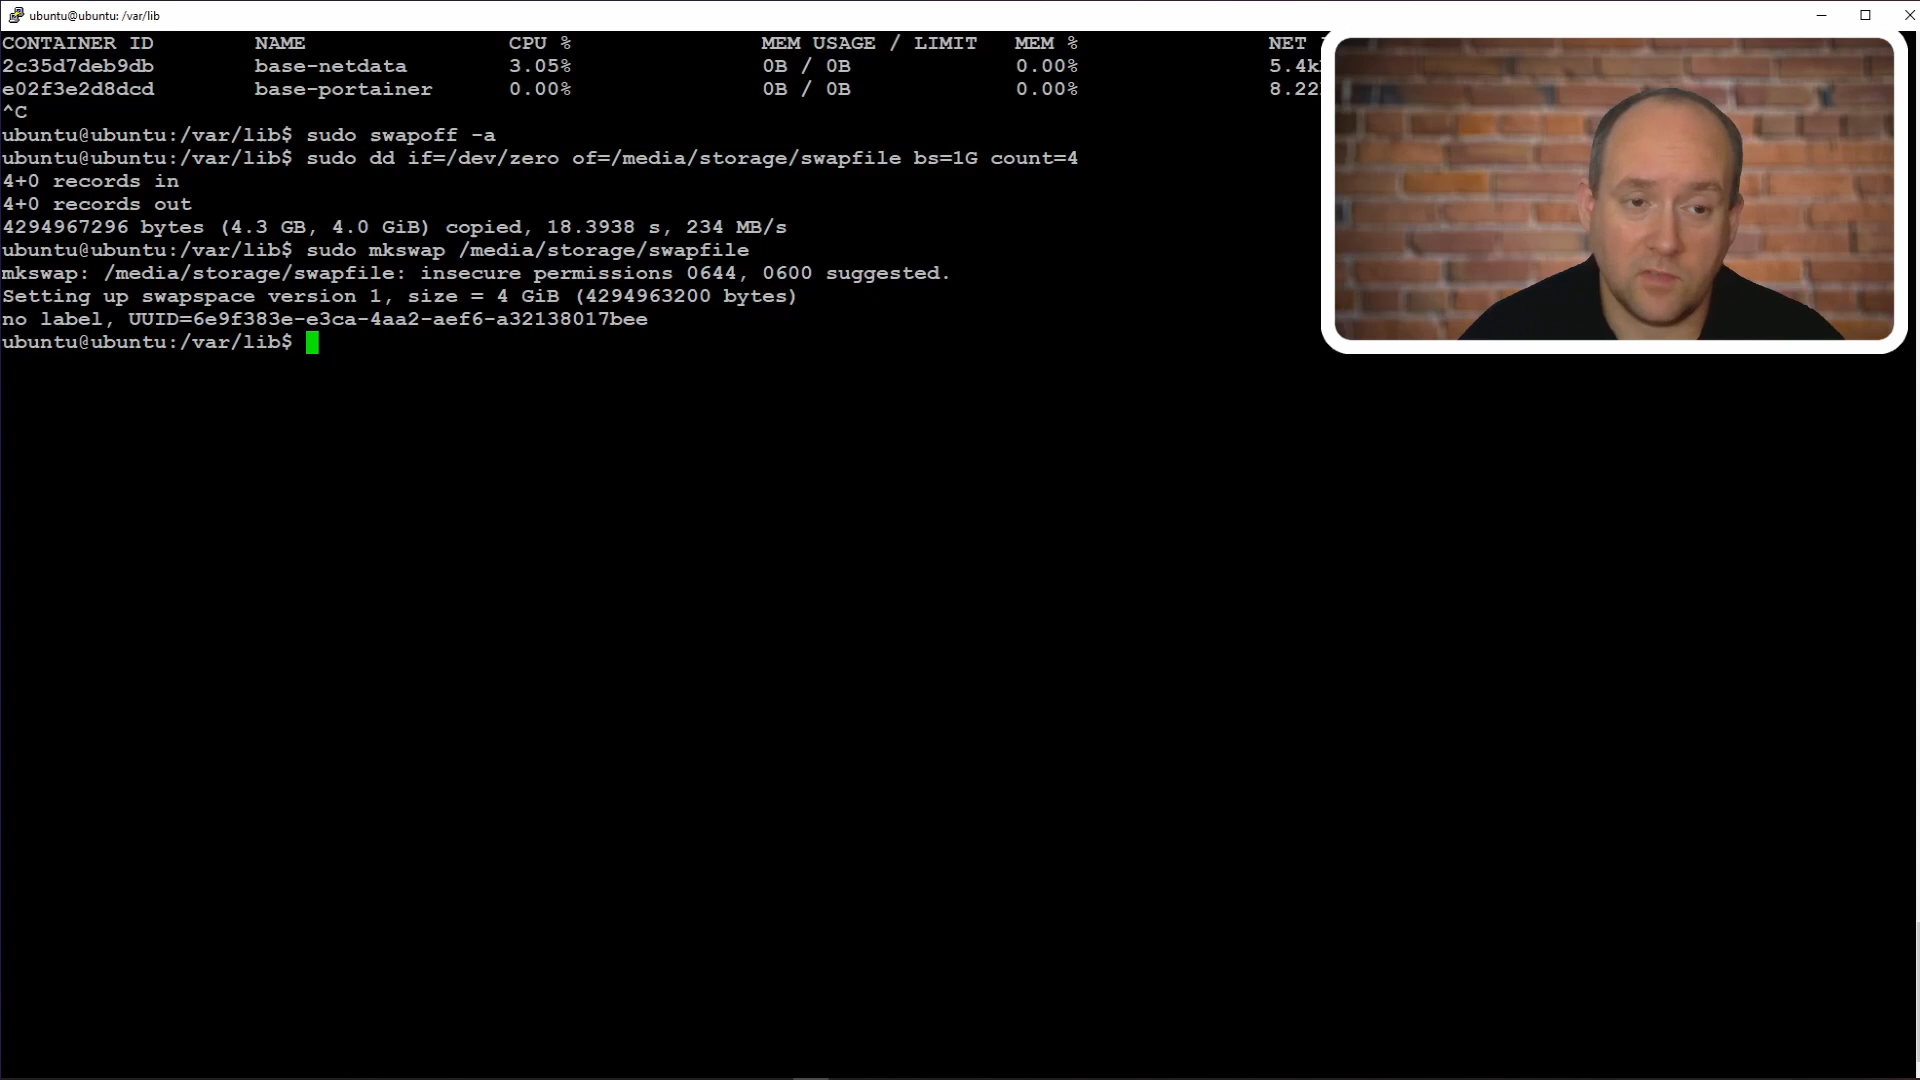 ubuntu@ubuntu: /var/lib
CONTAINER ID NAME CPU % MEM USAGE / LIMIT MEM % NET
2c35d7deb9db base-netdata 3.05% 0B / 0B 0.00% 5.4k
e02f3e2d8dcd base-portainer 0.00% 0B / 0B 0.00% 8.22
^C
ubuntu@ubuntu:/var/lib$ sudo swapoff -a
ubuntu@ubuntu:/var/lib$ sudo dd if=/dev/zero of=/media/storage/swapfile bs=1G count=4
4+0 records in
4+0 records out
4294967296 bytes (4.3 GB, 4.0 GiB) copied, 18.3938 s, 234 MB/s
ubuntu@ubuntu:/var/lib$ sudo mkswap /media/storage/swapfile
mkswap: /media/storage/swapfile: insecure permissions 0644, 0600 suggested.
Setting up swapspace version 1, size = 4 GiB (4294963200 bytes)
no label, UUID=6e9f383e-e3ca-4aa2-aef6-a32138017bee
ubuntu@ubuntu:/var/lib$